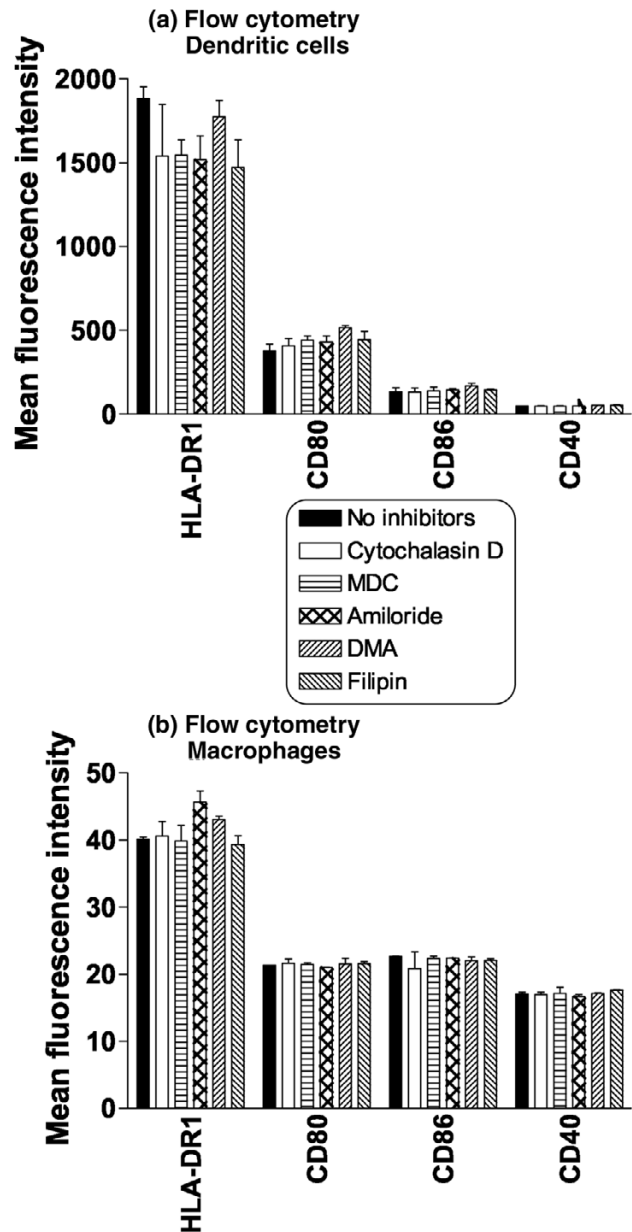 (a) Flow cytometry
Dendritic cells
Mean fluorescence intensity
2000
1500
1000
500
0
HLA-DR1
CD80
CD86
CD40
No inhibitors
Cytochalasin D
MDC
Amiloride
DMA
Filipin
(b) Flow cytometry
Macrophages
Mean fluorescence intensity
50
40
30
20
10
0
HLA-DR1
CD80
CD86
CD40